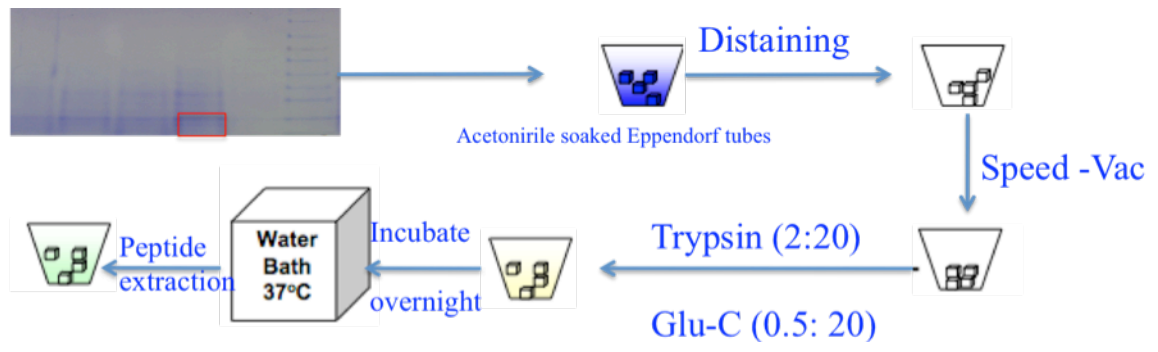 Distaining
Acetonirile soaked Eppendorf tubes
Speed -Vac
Trypsin (2:20)
Glu-C (0.5: 20)
Incubate
overnight
Water
Bath
37°C
Peptide
extraction